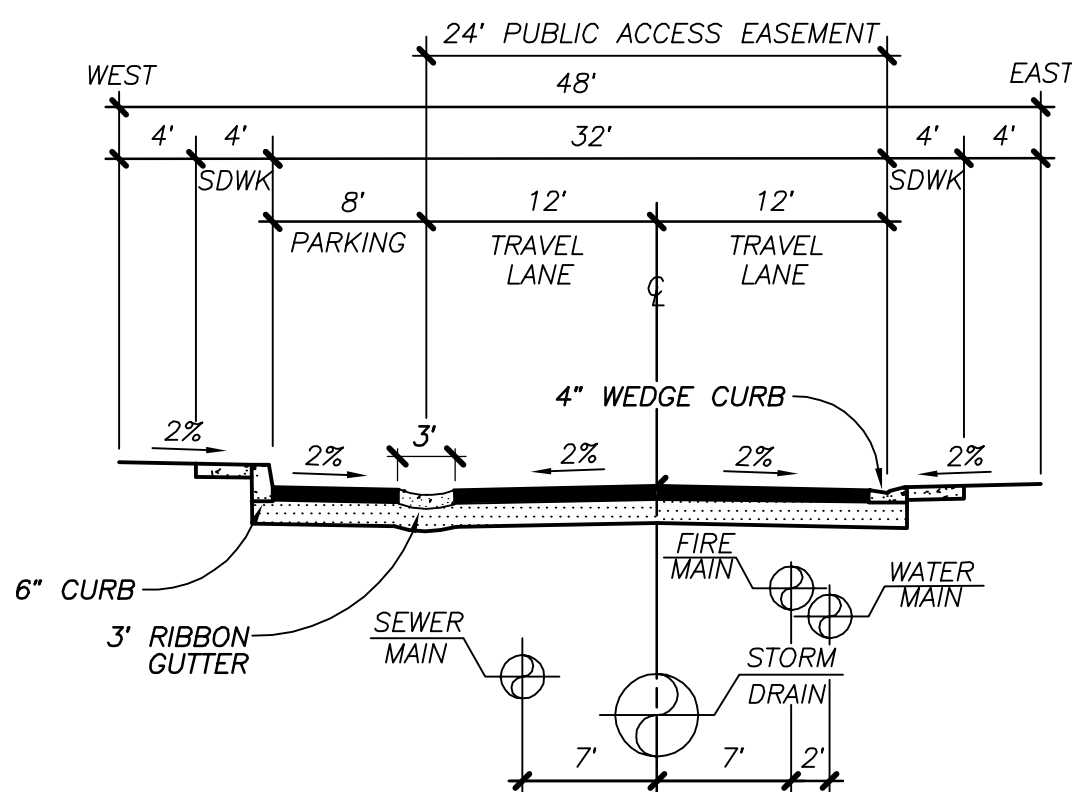 24' PUBLIC ACCESS EASEMENT
WEST
EAST
48'
4'
4'
32'
4'
4'
SDWK
SDWK
8'
12'
12'
PARKING
TRAVEL
LANE
TRAVEL
LANE
℄
4" WEDGE CURB
2%
3'
2%
2%
2%
2%
FIRE
MAIN
WATER
MAIN
6" CURB
3' RIBBON
GUTTER
SEWER
MAIN
STORM
DRAIN
7'
7'
2'